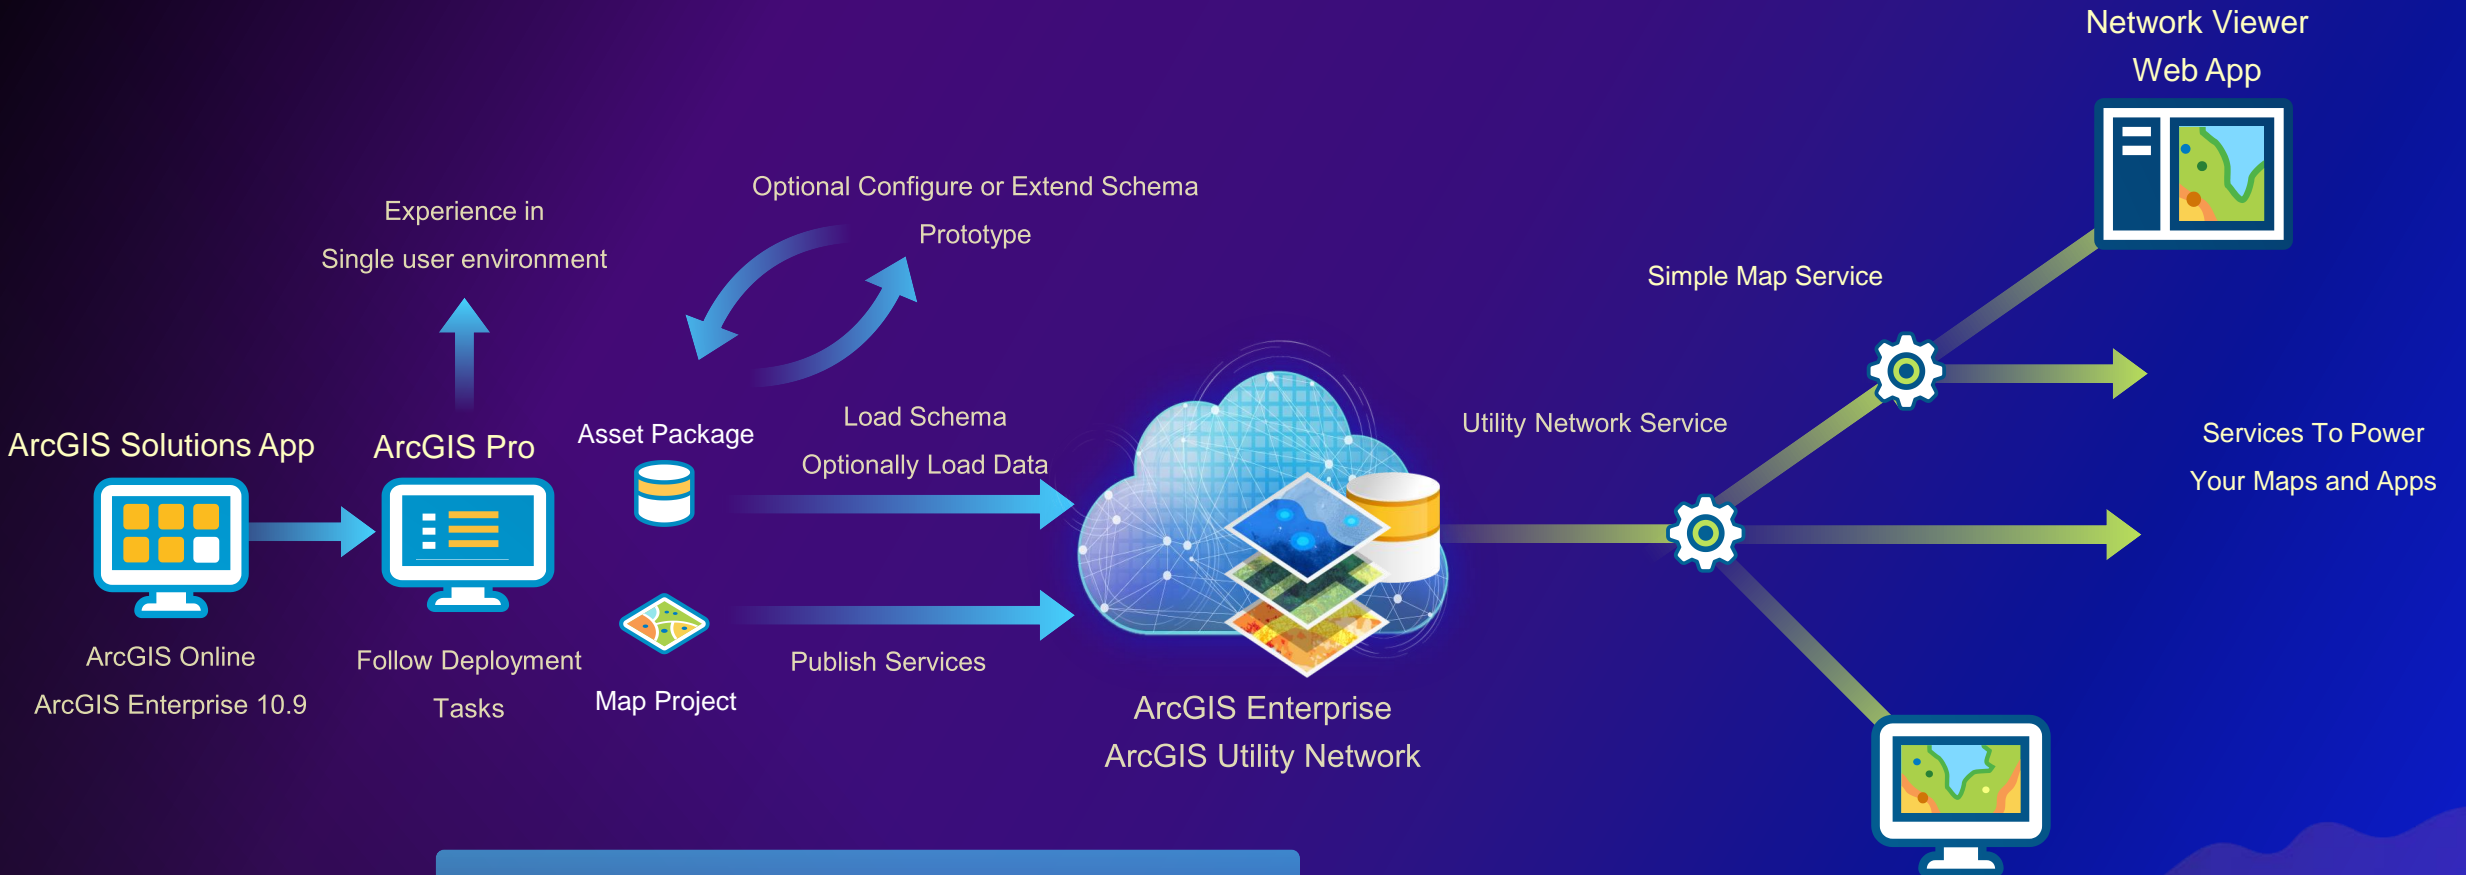 Network Viewer
Web App
Optional Configure or Extend Schema
Prototype
Experience in
Single user environment
Simple Map Service
ArcGIS Solutions App
ArcGIS Pro
Asset Package
Load Schema
Optionally Load Data
Utility Network Service
Services To Power
Your Maps and Apps
ArcGIS Online
ArcGIS Enterprise 10.9
Follow Deployment
Tasks
Map Project
Publish Services
ArcGIS Enterprise
ArcGIS Utility Network